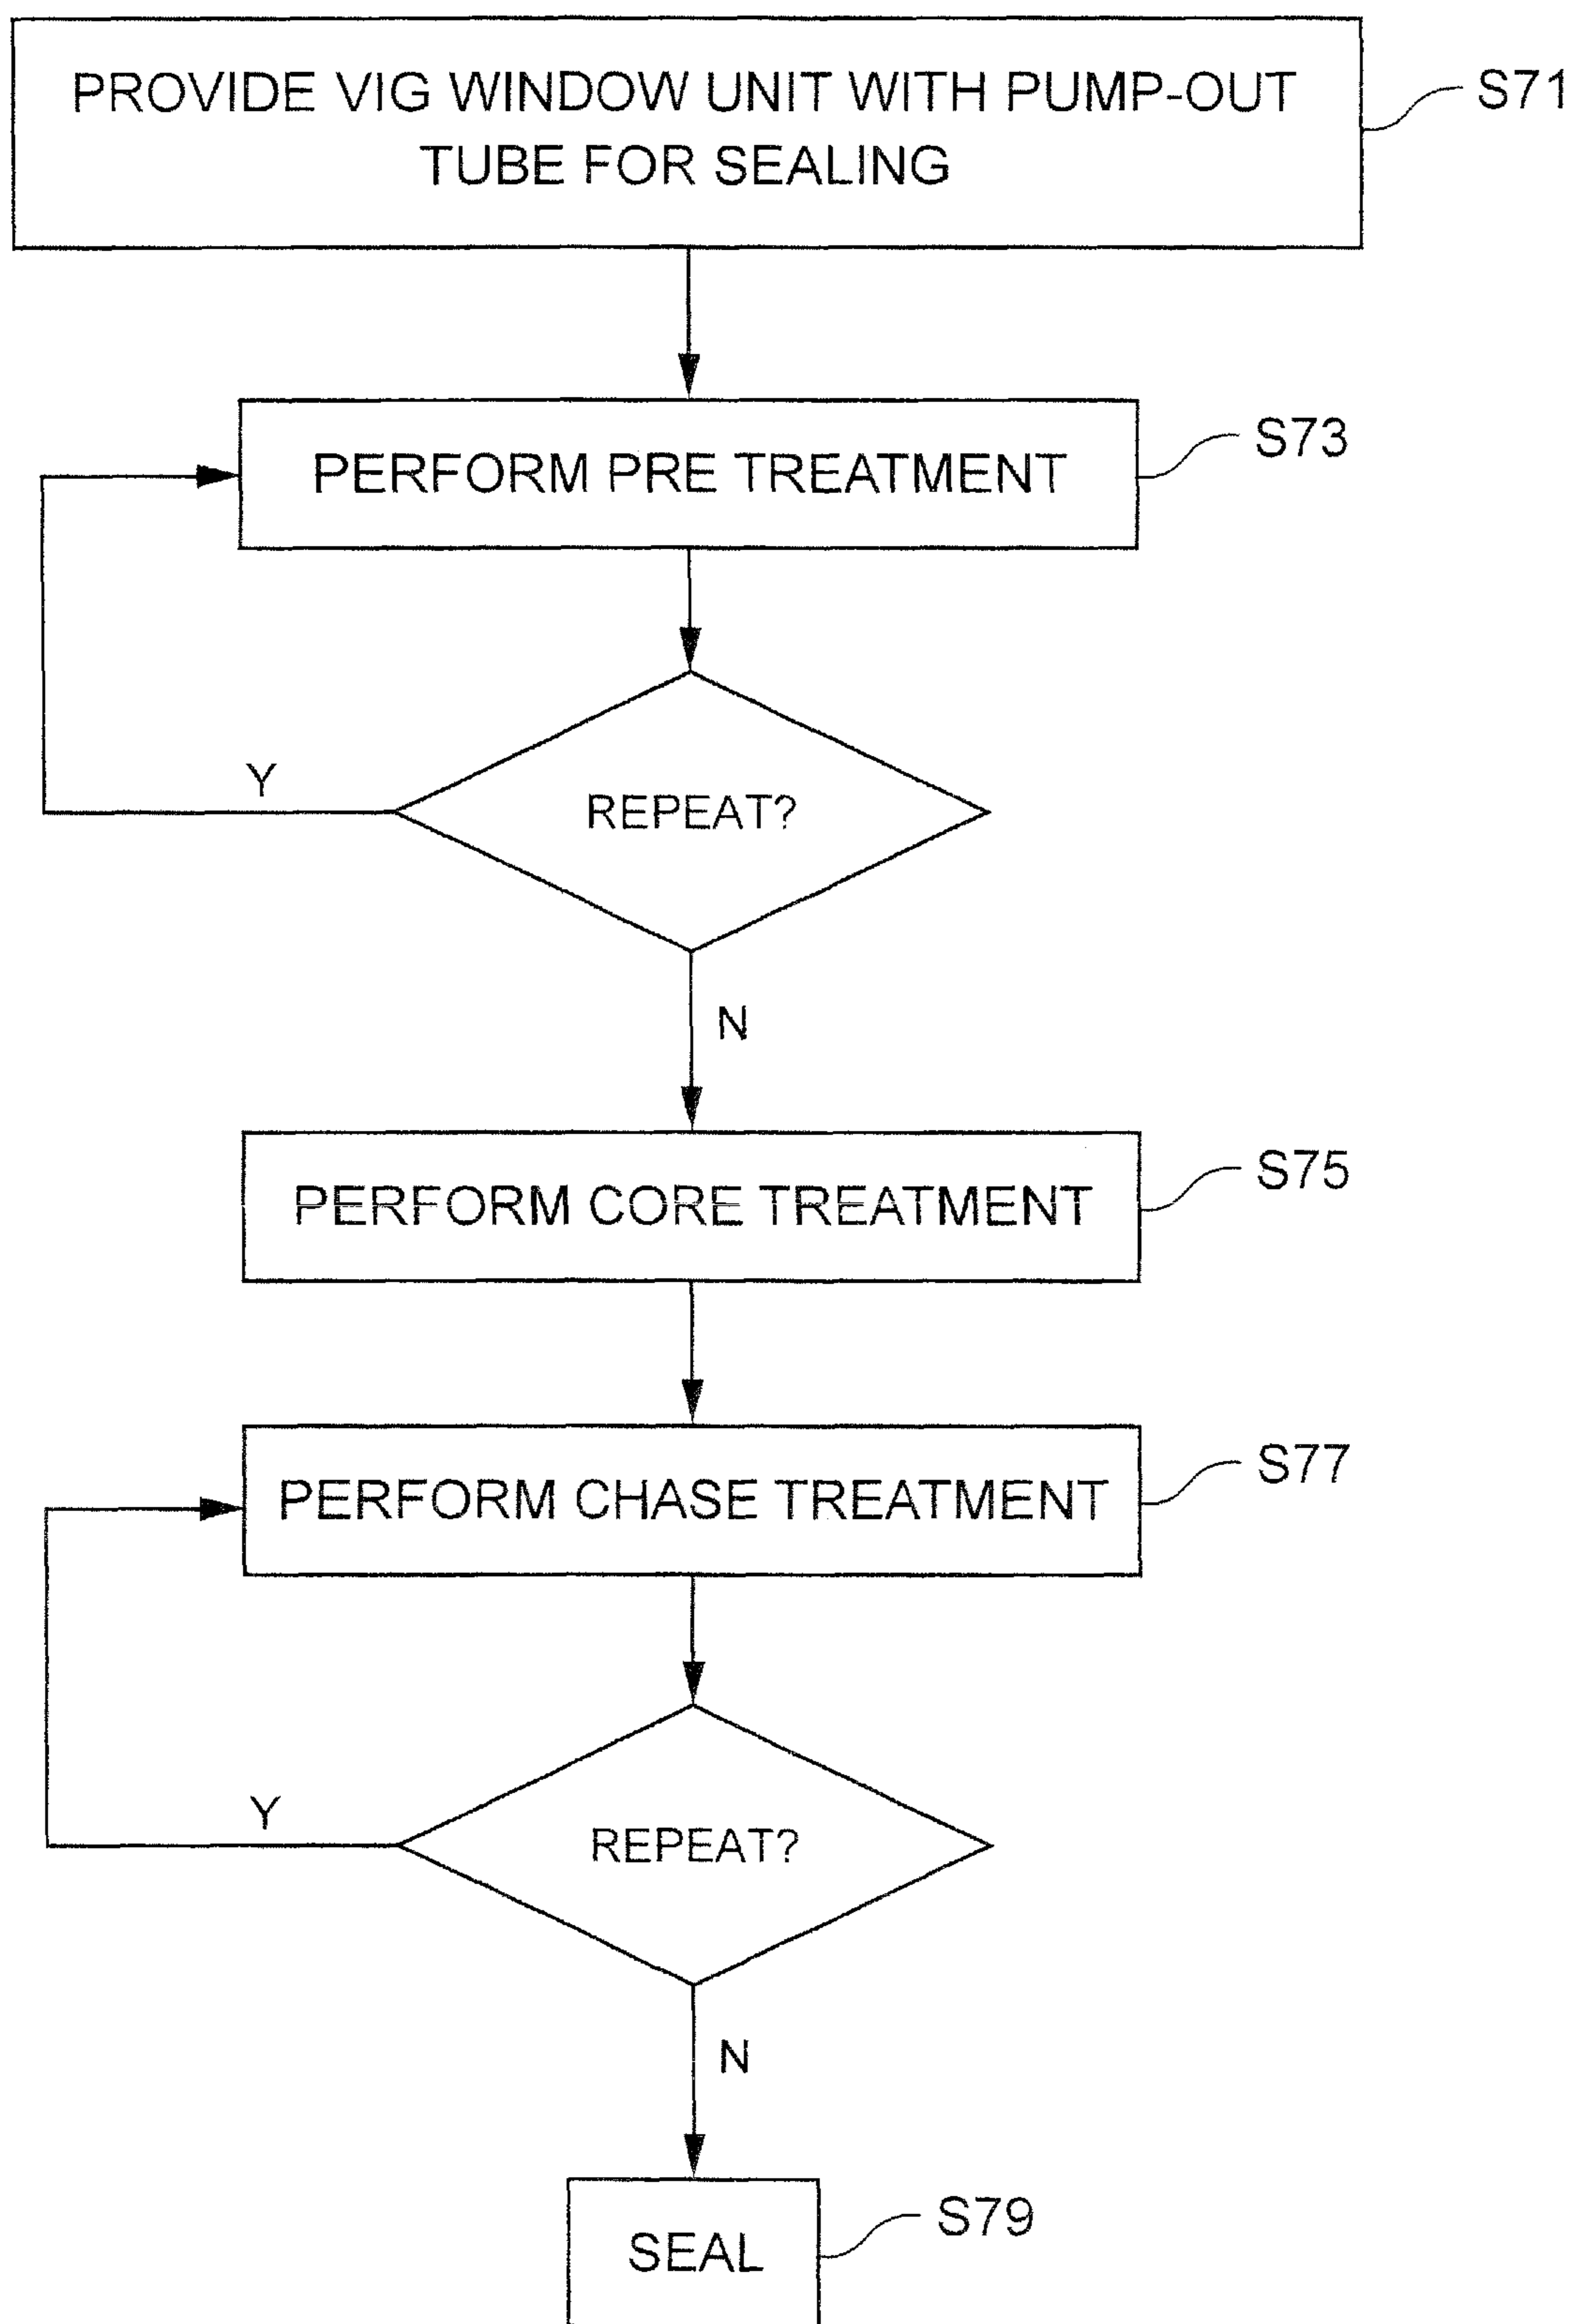 PROVIDE VIG WINDOW UNIT WITH PUMP-OUT
TUBE FOR SEALING
S71
PERFORM PRE TREATMENT
S73
REPEAT?
Y
N
PERFORM CORE TREATMENT
S75
PERFORM CHASE TREATMENT
S77
REPEAT?
Y
N
SEAL
S79